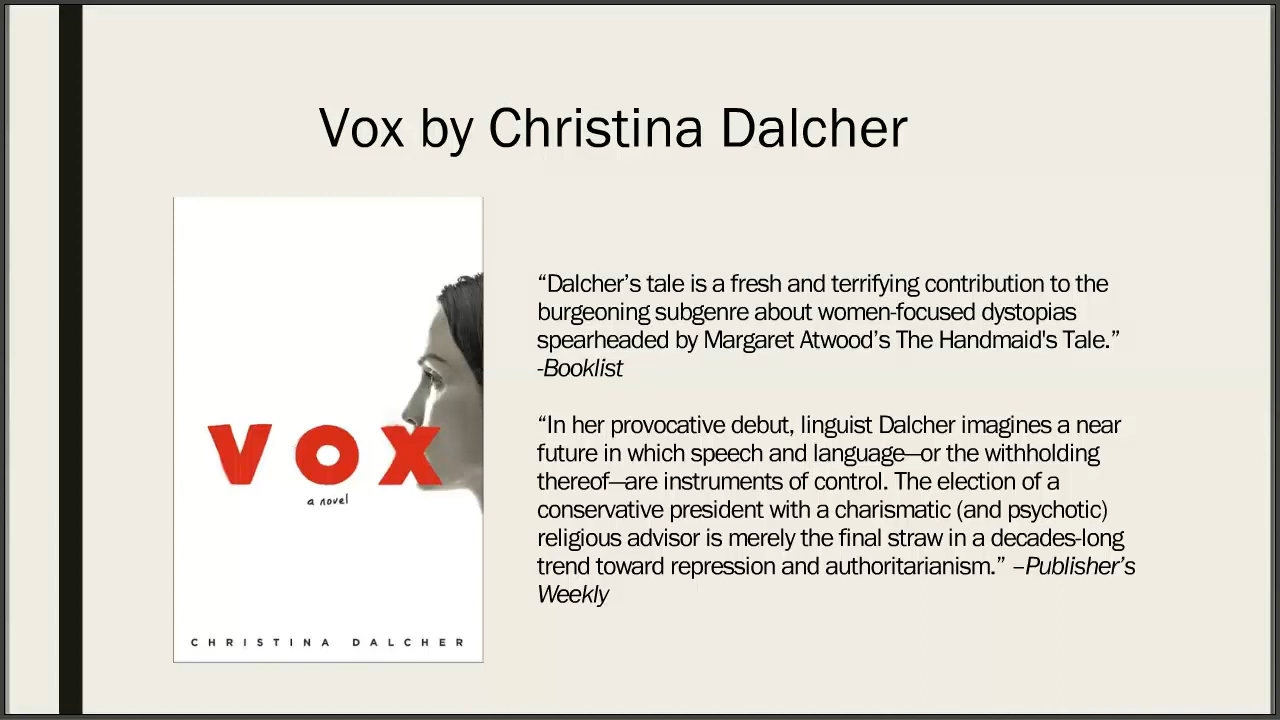 Vox by Christina Dalcher
VOX
a novel
CHRISTINA DALCHER
“Dalcher’s tale is a fresh and terrifying contribution to the
burgeoning subgenre about women-focused dystopias
spearheaded by Margaret Atwood’s The Handmaid's Tale.”
-Booklist
“In her provocative debut, linguist Dalcher imagines a near
future in which speech and language—or the withholding
thereof—are instruments of control. The election of a
conservative president with a charismatic (and psychotic)
religious advisor is merely the final straw in a decades-long
trend toward repression and authoritarianism.” –Publisher’s
Weekly